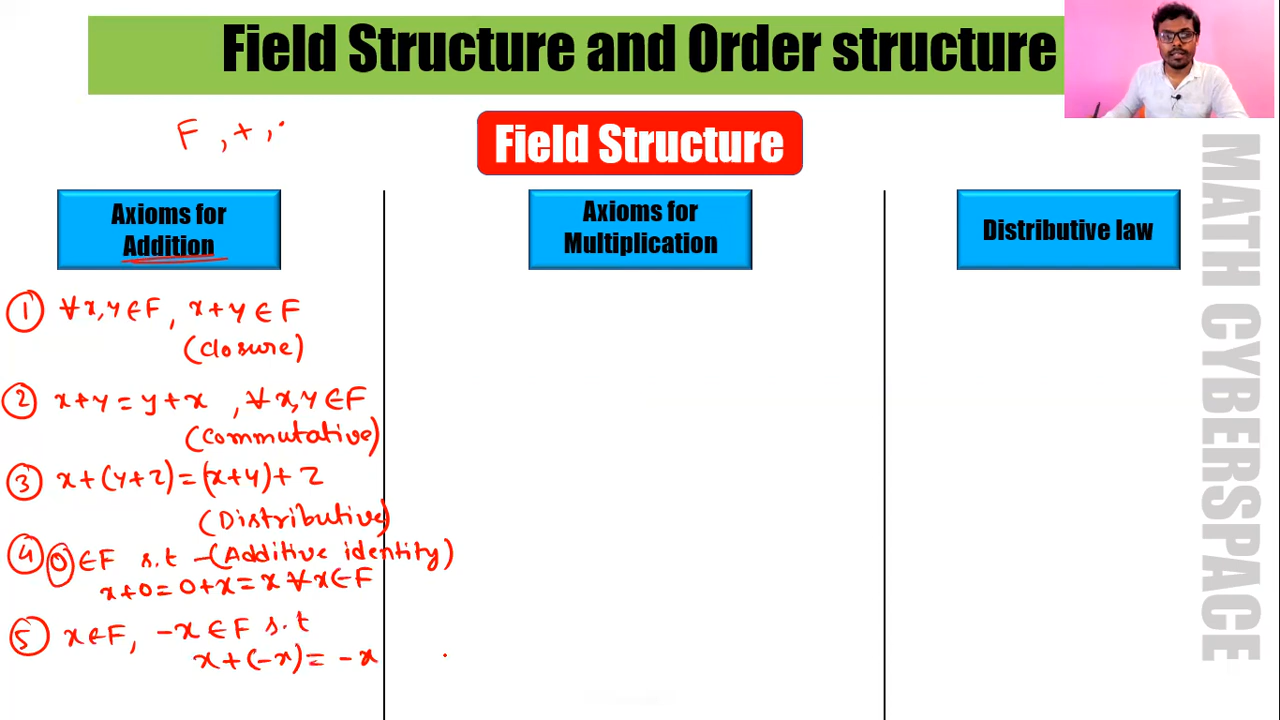 Field Structure and Order structure
F, +, ·
Field Structure
Axioms for
Addition
① ∀x,y∈F, x+y∈F
(closure)
② x+y=y+x, ∀x,y∈F
(Commutative)
③ x+(y+z)=(x+y)+z
(Distributive)
④ 0∈F s.t –(Additive identity)
x+0=0+x=x ∀x∈F
⑤ x∈F, -x∈F s.t
x+(-x)= -x
Axioms for
Multiplication
Distributive law
MATH CYBERSPACE